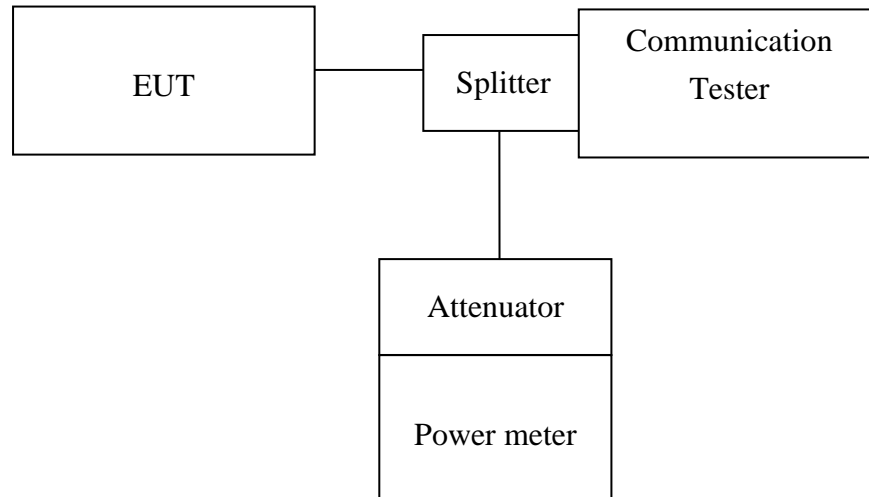 EUT
Splitter
Communication
Tester
Attenuator
Power meter